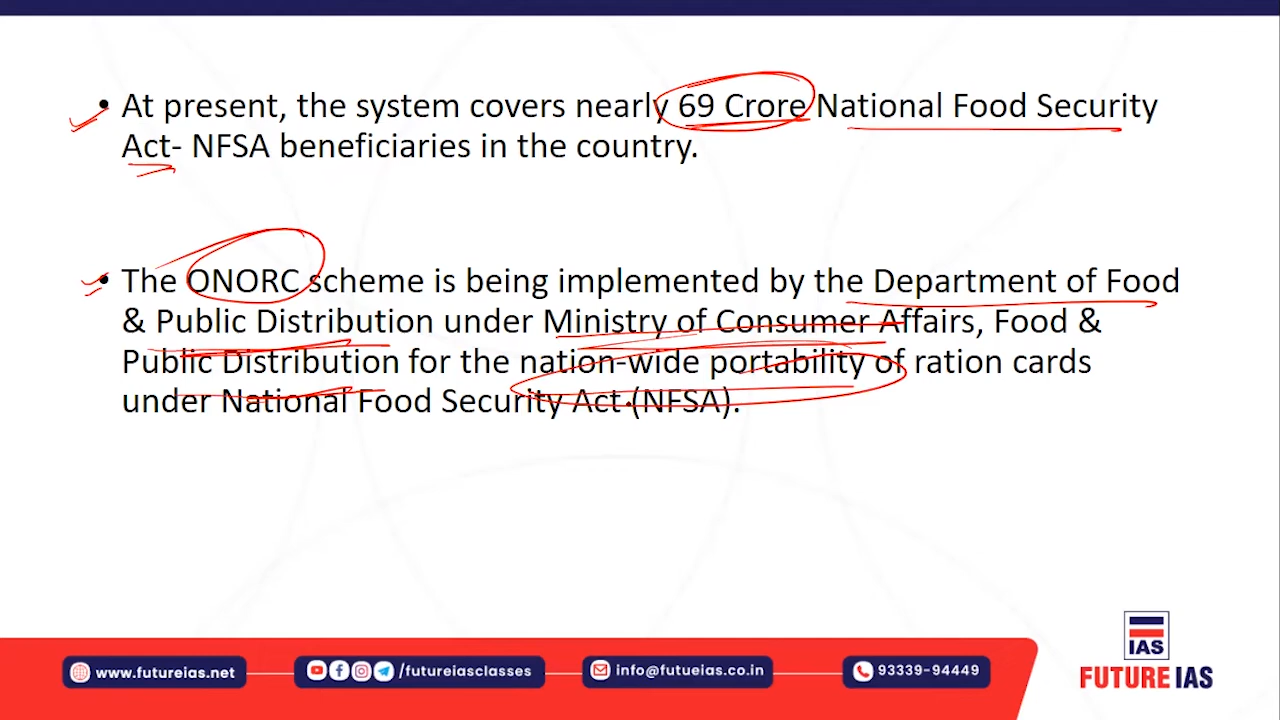 • At present, the system covers nearly 69 Crore National Food Security
Act- NFSA beneficiaries in the country.
• The ONORC scheme is being implemented by the Department of Food
& Public Distribution under Ministry of Consumer Affairs, Food &
Public Distribution for the nation-wide portability of ration cards
under National Food Security Act (NFSA).
IAS
FUTURE IAS
www.futureias.net
/futureiasclasses
info@futueias.co.in
93339-94449